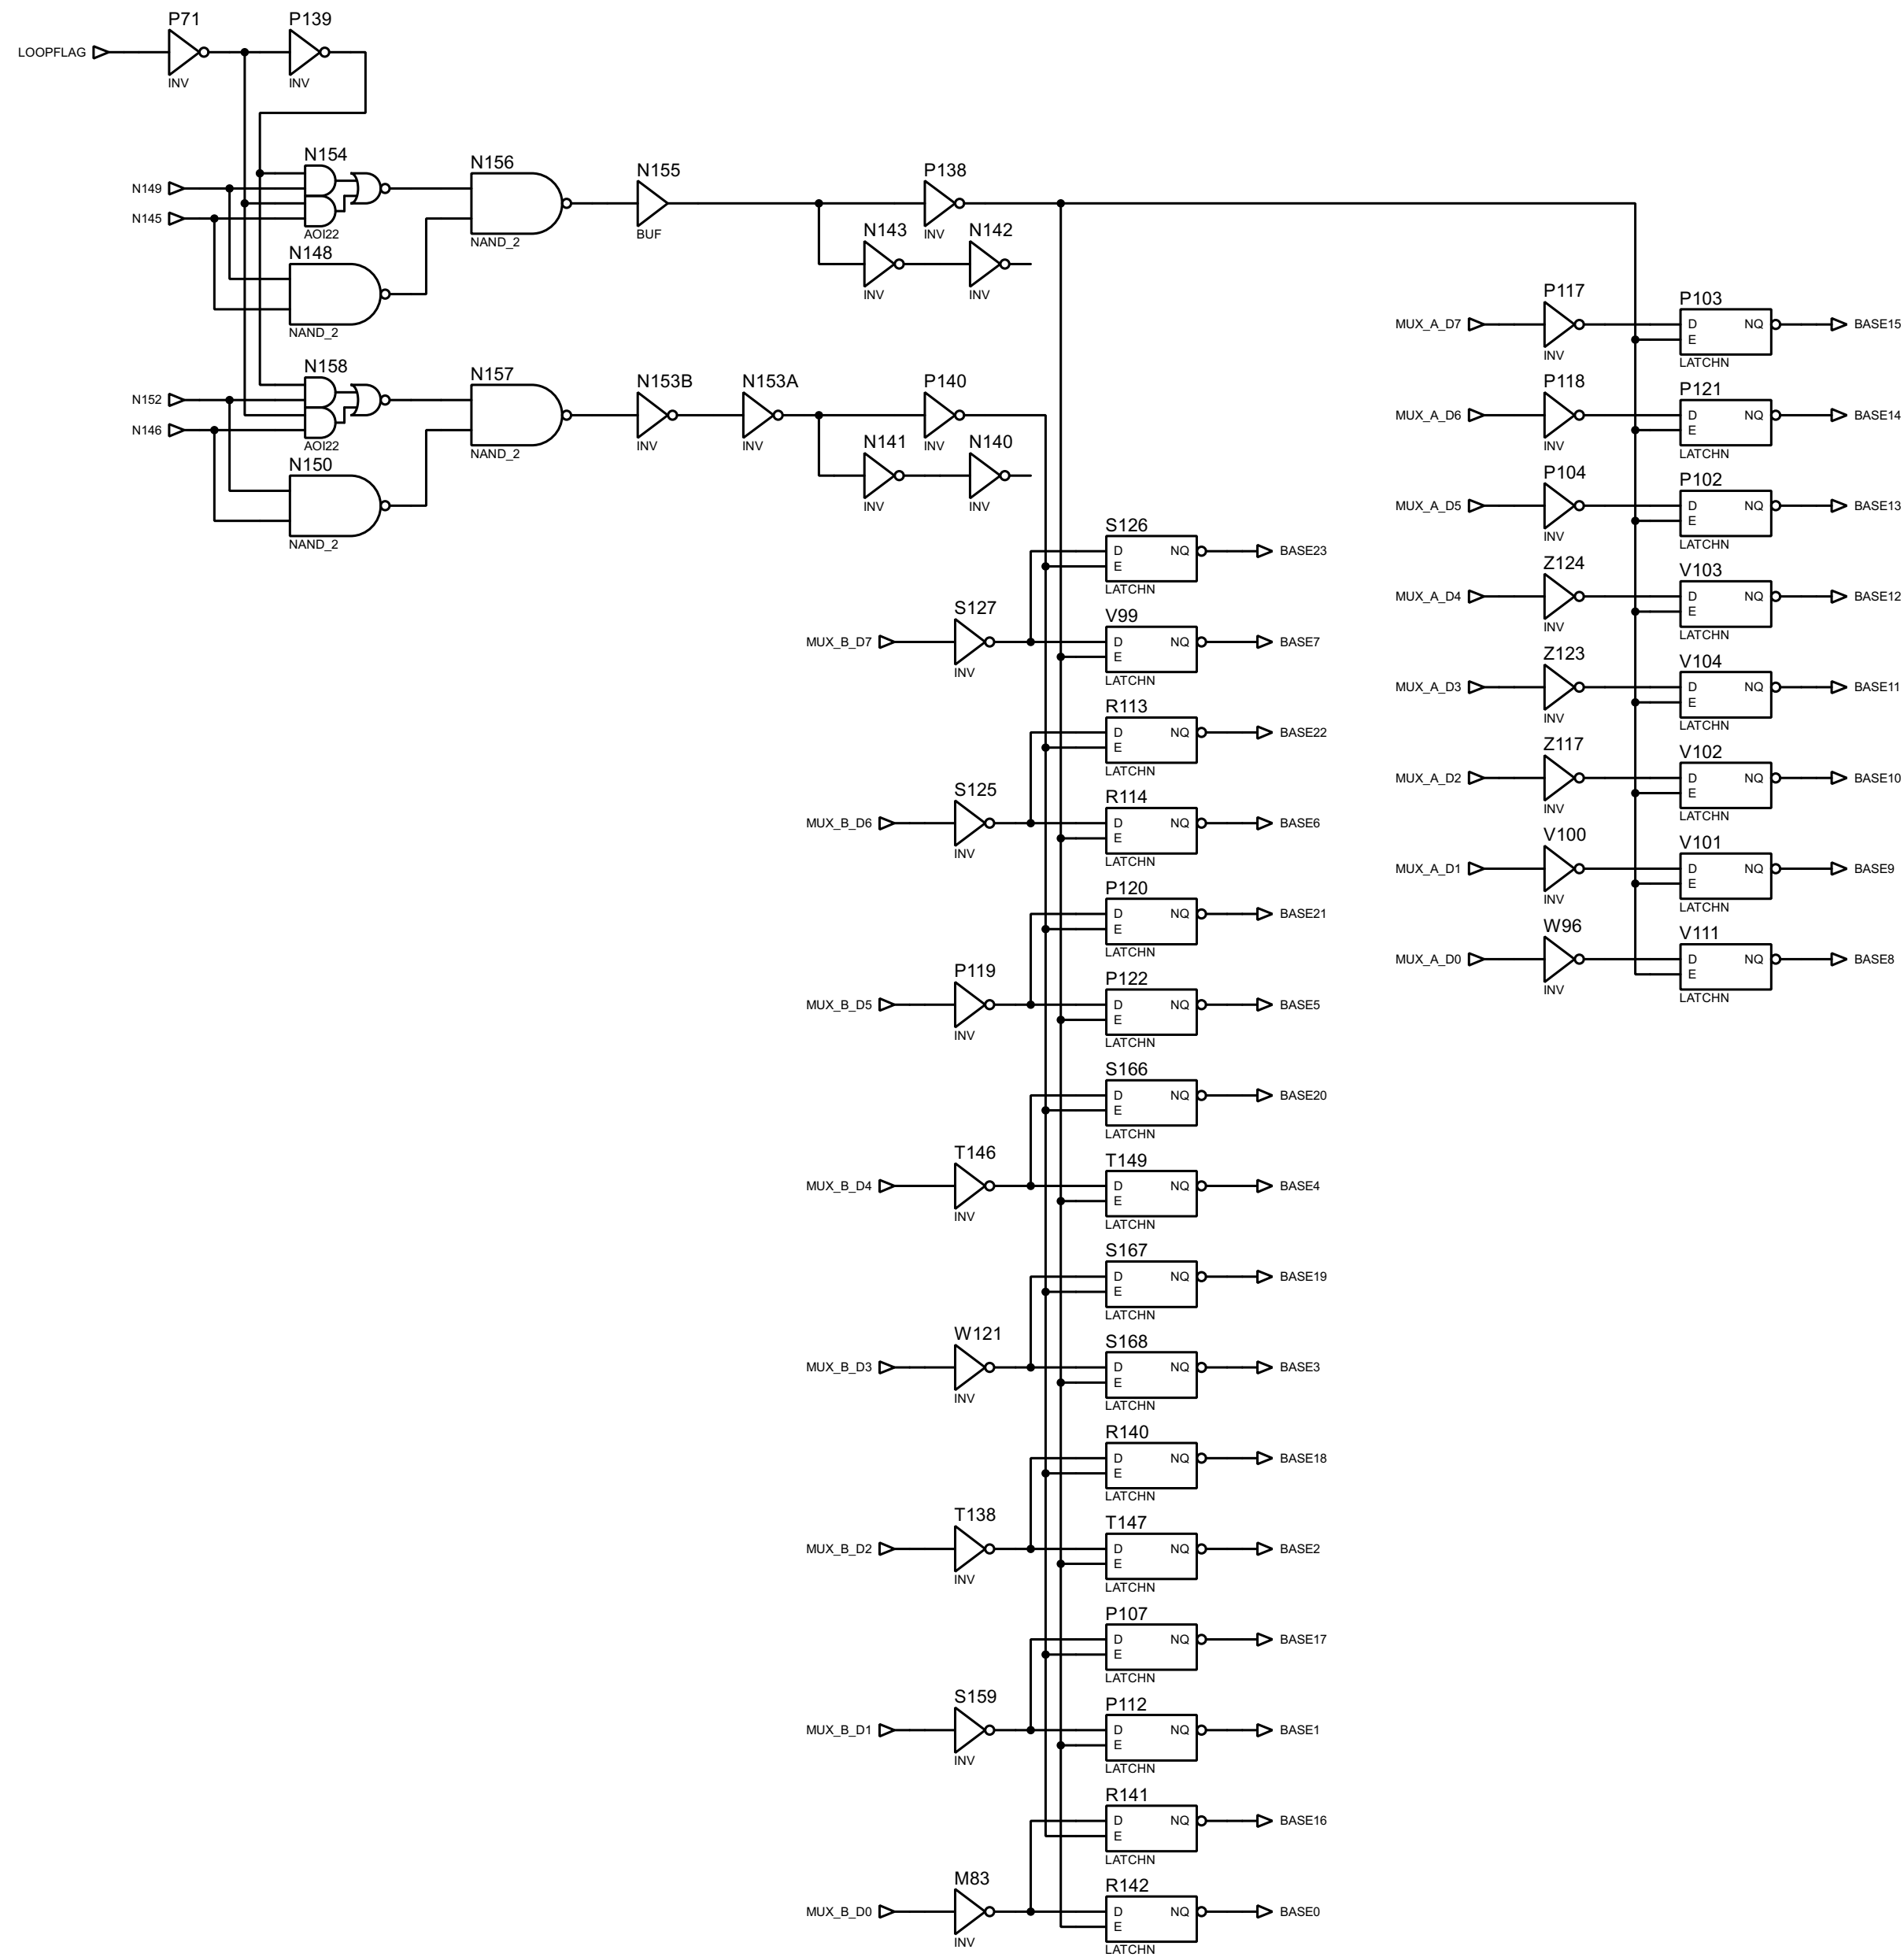 P71
P139
LOOPFLAG
INV
INV
N154
N156
N155
P138
N149
N145
AOI22
NAND_2
BUF
INV
N143
N142
INV
INV
N148
NAND_2
N158
N157
N153B
N153A
P140
N152
N146
AOI22
NAND_2
INV
INV
INV
N141
N140
INV
INV
N150
NAND_2
S126
D NQ BASE23
E
LATCHN
S127
V99
MUX_B_D7 D NQ BASE7
E
INV
LATCHN
R113
D NQ BASE22
E
LATCHN
S125
R114
MUX_B_D6 D NQ BASE6
E
INV
LATCHN
P120
D NQ BASE21
E
LATCHN
P119
P122
MUX_B_D5 D NQ BASE5
E
INV
LATCHN
S166
D NQ BASE20
E
LATCHN
T146
T149
MUX_B_D4 D NQ BASE4
E
INV
LATCHN
S167
D NQ BASE19
E
LATCHN
W121
S168
MUX_B_D3 D NQ BASE3
E
INV
LATCHN
R140
D NQ BASE18
E
LATCHN
T138
T147
MUX_B_D2 D NQ BASE2
E
INV
LATCHN
P107
D NQ BASE17
E
LATCHN
S159
P112
MUX_B_D1 D NQ BASE1
E
INV
LATCHN
R141
D NQ BASE16
E
LATCHN
M83
R142
MUX_B_D0 D NQ BASE0
E
INV
LATCHN
P117
P103
MUX_A_D7 D NQ BASE15
E
INV
LATCHN
P118
P121
MUX_A_D6 D NQ BASE14
E
INV
LATCHN
P104
P102
MUX_A_D5 D NQ BASE13
E
INV
LATCHN
Z124
V103
MUX_A_D4 D NQ BASE12
E
INV
LATCHN
Z123
V104
MUX_A_D3 D NQ BASE11
E
INV
LATCHN
Z117
V102
MUX_A_D2 D NQ BASE10
E
INV
LATCHN
V100
V101
MUX_A_D1 D NQ BASE9
E
INV
LATCHN
W96
V111
MUX_A_D0 D NQ BASE8
E
INV
LATCHN